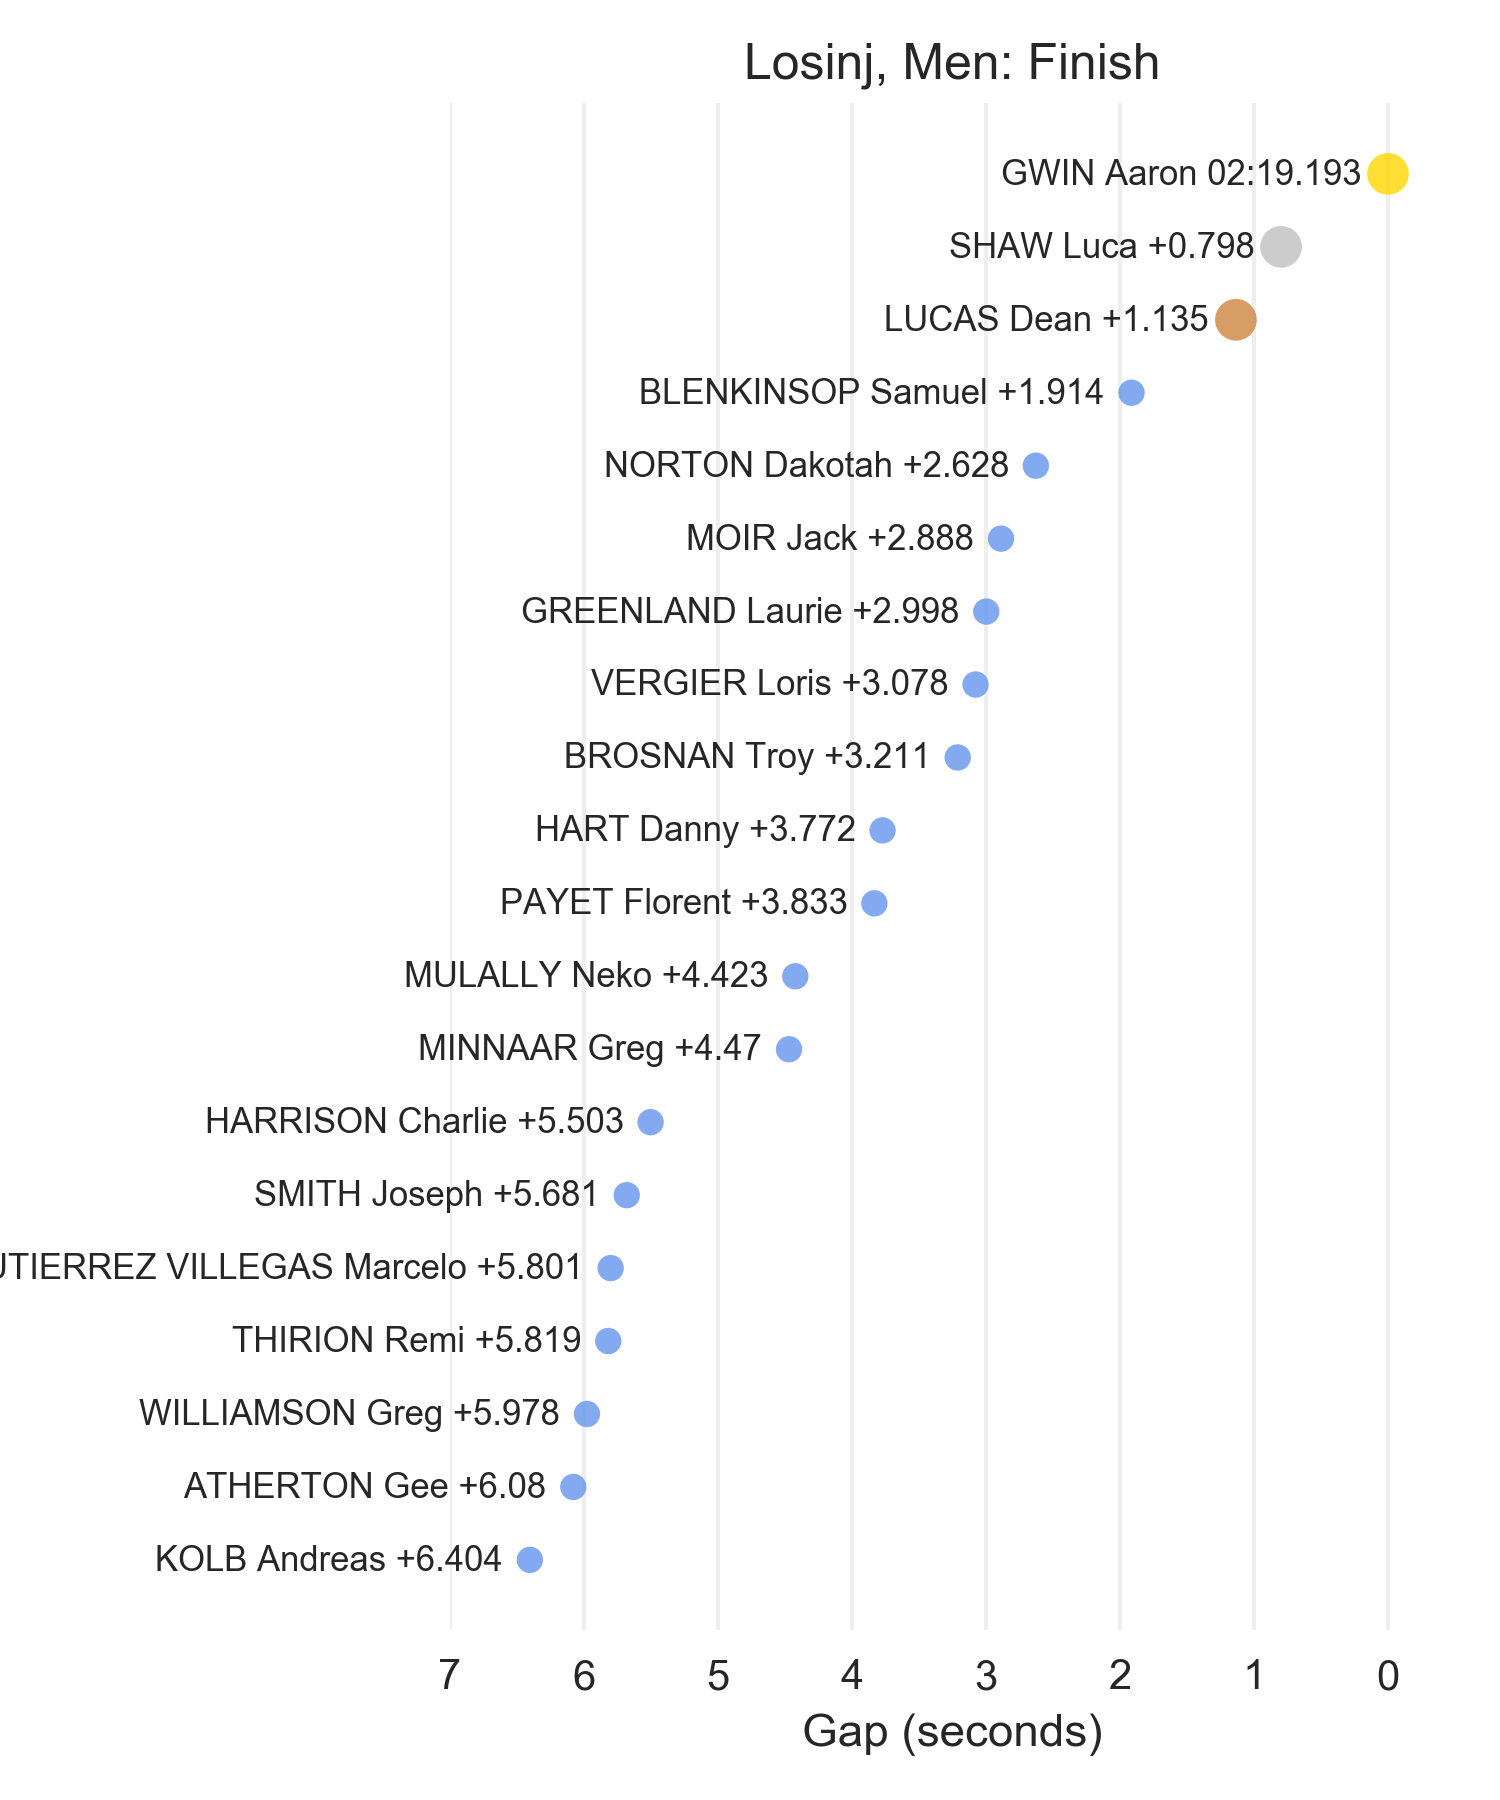 Losinj, Men: Finish
GWIN Aaron 02:19.193
SHAW Luca +0.798
LUCAS Dean +1.135
BLENKINSOP Samuel +1.914
NORTON Dakotah +2.628
MOIR Jack +2.888
GREENLAND Laurie +2.998
VERGIER Loris +3.078
BROSNAN Troy +3.211
HART Danny +3.772
PAYET Florent +3.833
MULALLY Neko +4.423
MINNAAR Greg +4.47
HARRISON Charlie +5.503
SMITH Joseph +5.681
VILLEGAS Marcelo +5.801
THIRION Remi +5.819
WILLIAMSON Greg +5.978
ATHERTON Gee +6.08
KOLB Andreas +6.404
7 6 5 4 3 2 1 0
Gap (seconds)